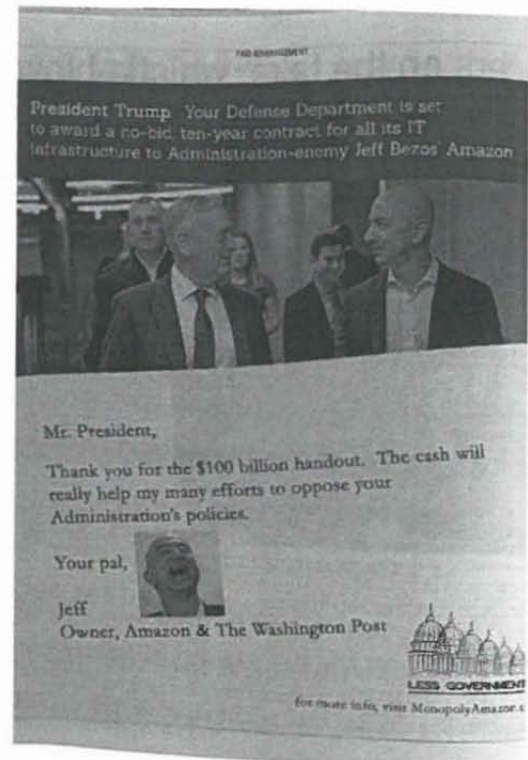 PAID ADVERTISEMENT
President Trump Your Defense Department is set
to award a no-bid, ten-year contract for all its IT
infrastructure to Administration-enemy Jeff Bezos' Amazon
Mr. President,
Thank you for the $100 billion handout. The cash will
really help my many efforts to oppose your
Administration's policies.
Your pal,
Jeff
Owner, Amazon & The Washington Post
LESS GOVERNMENT
for more info, visit MonopolyAmazon.c